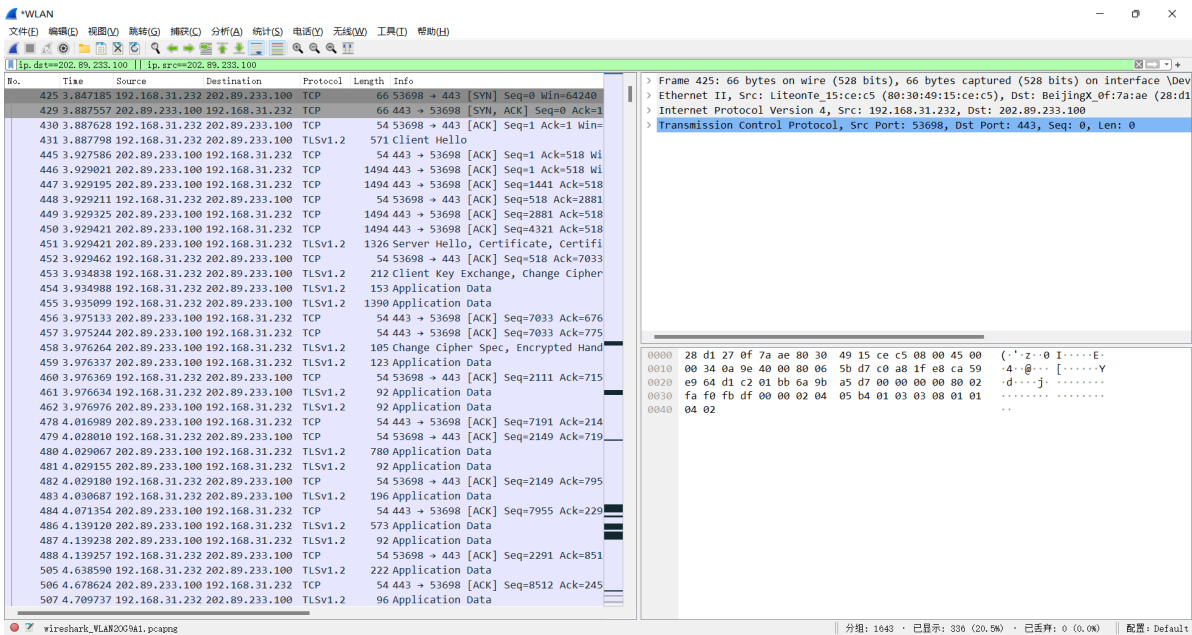 *WLAN
文件(F) 编辑(E) 视图(V) 跳转(G) 捕获(C) 分析(A) 统计(S) 电话(Y) 无线(W) 工具(T) 帮助(H)
ip.dst==202.89.233.100 || ip.src==202.89.233.100
No. Time Source Destination Protocol Length Info
425 3.847185 192.168.31.232 202.89.233.100 TCP 66 53698 → 443 [SYN] Seq=0 Win=64240
429 3.887557 202.89.233.100 192.168.31.232 TCP 66 443 → 53698 [SYN, ACK] Seq=0 Ack=1
430 3.887628 192.168.31.232 202.89.233.100 TCP 54 53698 → 443 [ACK] Seq=1 Ack=1 Win=
431 3.887798 192.168.31.232 202.89.233.100 TLSv1.2 571 Client Hello
445 3.927586 202.89.233.100 192.168.31.232 TCP 54 443 → 53698 [ACK] Seq=1 Ack=518 Wi
446 3.929021 202.89.233.100 192.168.31.232 TCP 1494 443 → 53698 [ACK] Seq=1 Ack=518 Wi
447 3.929195 202.89.233.100 192.168.31.232 TCP 1494 443 → 53698 [ACK] Seq=1441 Ack=518
448 3.929211 192.168.31.232 202.89.233.100 TCP 54 53698 → 443 [ACK] Seq=518 Ack=2881
449 3.929325 202.89.233.100 192.168.31.232 TCP 1494 443 → 53698 [ACK] Seq=2881 Ack=518
450 3.929421 202.89.233.100 192.168.31.232 TCP 1494 443 → 53698 [ACK] Seq=4321 Ack=518
451 3.929421 202.89.233.100 192.168.31.232 TLSv1.2 1326 Server Hello, Certificate, Certifi
452 3.929462 192.168.31.232 202.89.233.100 TCP 54 53698 → 443 [ACK] Seq=518 Ack=7033
453 3.934838 192.168.31.232 202.89.233.100 TLSv1.2 212 Client Key Exchange, Change Cipher
454 3.934988 192.168.31.232 202.89.233.100 TLSv1.2 153 Application Data
455 3.935099 192.168.31.232 202.89.233.100 TLSv1.2 1390 Application Data
456 3.975133 202.89.233.100 192.168.31.232 TCP 54 443 → 53698 [ACK] Seq=7033 Ack=676
457 3.975244 202.89.233.100 192.168.31.232 TCP 54 443 → 53698 [ACK] Seq=7033 Ack=775
458 3.976264 202.89.233.100 192.168.31.232 TLSv1.2 105 Change Cipher Spec, Encrypted Hand
459 3.976337 202.89.233.100 192.168.31.232 TLSv1.2 123 Application Data
460 3.976369 192.168.31.232 202.89.233.100 TCP 54 53698 → 443 [ACK] Seq=2111 Ack=715
461 3.976634 192.168.31.232 202.89.233.100 TLSv1.2 92 Application Data
462 3.976976 202.89.233.100 192.168.31.232 TLSv1.2 92 Application Data
478 4.016989 202.89.233.100 192.168.31.232 TCP 54 443 → 53698 [ACK] Seq=7191 Ack=214
479 4.028010 192.168.31.232 202.89.233.100 TCP 54 53698 → 443 [ACK] Seq=2149 Ack=719
480 4.029067 202.89.233.100 192.168.31.232 TLSv1.2 780 Application Data
481 4.029155 202.89.233.100 192.168.31.232 TLSv1.2 92 Application Data
482 4.029180 192.168.31.232 202.89.233.100 TCP 54 53698 → 443 [ACK] Seq=2149 Ack=795
483 4.030687 192.168.31.232 202.89.233.100 TLSv1.2 196 Application Data
484 4.071354 202.89.233.100 192.168.31.232 TCP 54 443 → 53698 [ACK] Seq=7955 Ack=229
486 4.139120 202.89.233.100 192.168.31.232 TLSv1.2 573 Application Data
487 4.139238 202.89.233.100 192.168.31.232 TLSv1.2 92 Application Data
488 4.139257 192.168.31.232 202.89.233.100 TCP 54 53698 → 443 [ACK] Seq=2291 Ack=851
505 4.638590 192.168.31.232 202.89.233.100 TLSv1.2 222 Application Data
506 4.678624 202.89.233.100 192.168.31.232 TCP 54 443 → 53698 [ACK] Seq=8512 Ack=245
507 4.709737 202.89.233.100 192.168.31.232 TLSv1.2 96 Application Data
Frame 425: 66 bytes on wire (528 bits), 66 bytes captured (528 bits) on interface \Dev
Ethernet II, Src: LiteonTe_15:ce:c5 (80:30:49:15:ce:c5), Dst: BeijingX_0f:7a:ae (28:d1
Internet Protocol Version 4, Src: 192.168.31.232, Dst: 202.89.233.100
Transmission Control Protocol, Src Port: 53698, Dst Port: 443, Seq: 0, Len: 0
0000 28 d1 27 0f 7a ae 80 30 49 15 ce c5 08 00 45 00 (·'·z··0 I·····E·
0010 00 34 0a 9e 40 00 80 06 5b d7 c0 a8 1f e8 ca 59 ·4··@··· [······Y
0020 e9 64 d1 c2 01 bb 6a 9b a5 d7 00 00 00 00 80 02 ·d····j· ········
0030 fa f0 fb df 00 00 02 04 05 b4 01 03 03 08 01 01 ········ ········
0040 04 02 ··
wireshark_WLAN20G9A1.pcapng 分组: 1643 · 已显示: 336 (20.5%) · 已丢弃: 0 (0.0%) 配置: Default